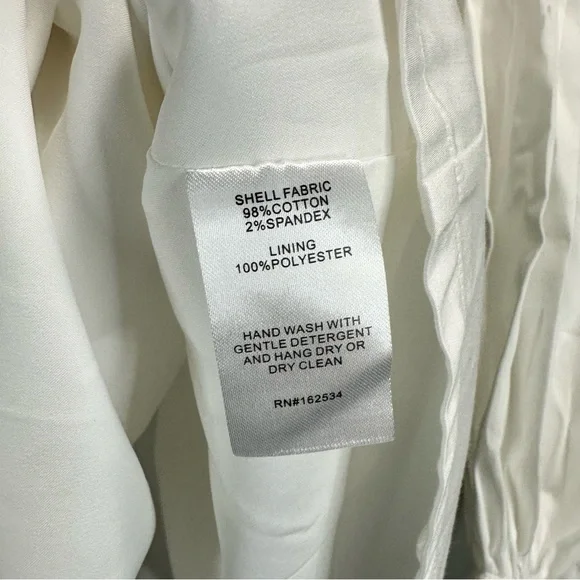 SHELL FABRIC
98%COTTON
2%SPANDEX
LINING
100%POLYESTER
HAND WASH WITH
GENTLE DETERGENT
AND HANG DRY OR
DRY CLEAN
RN#162534